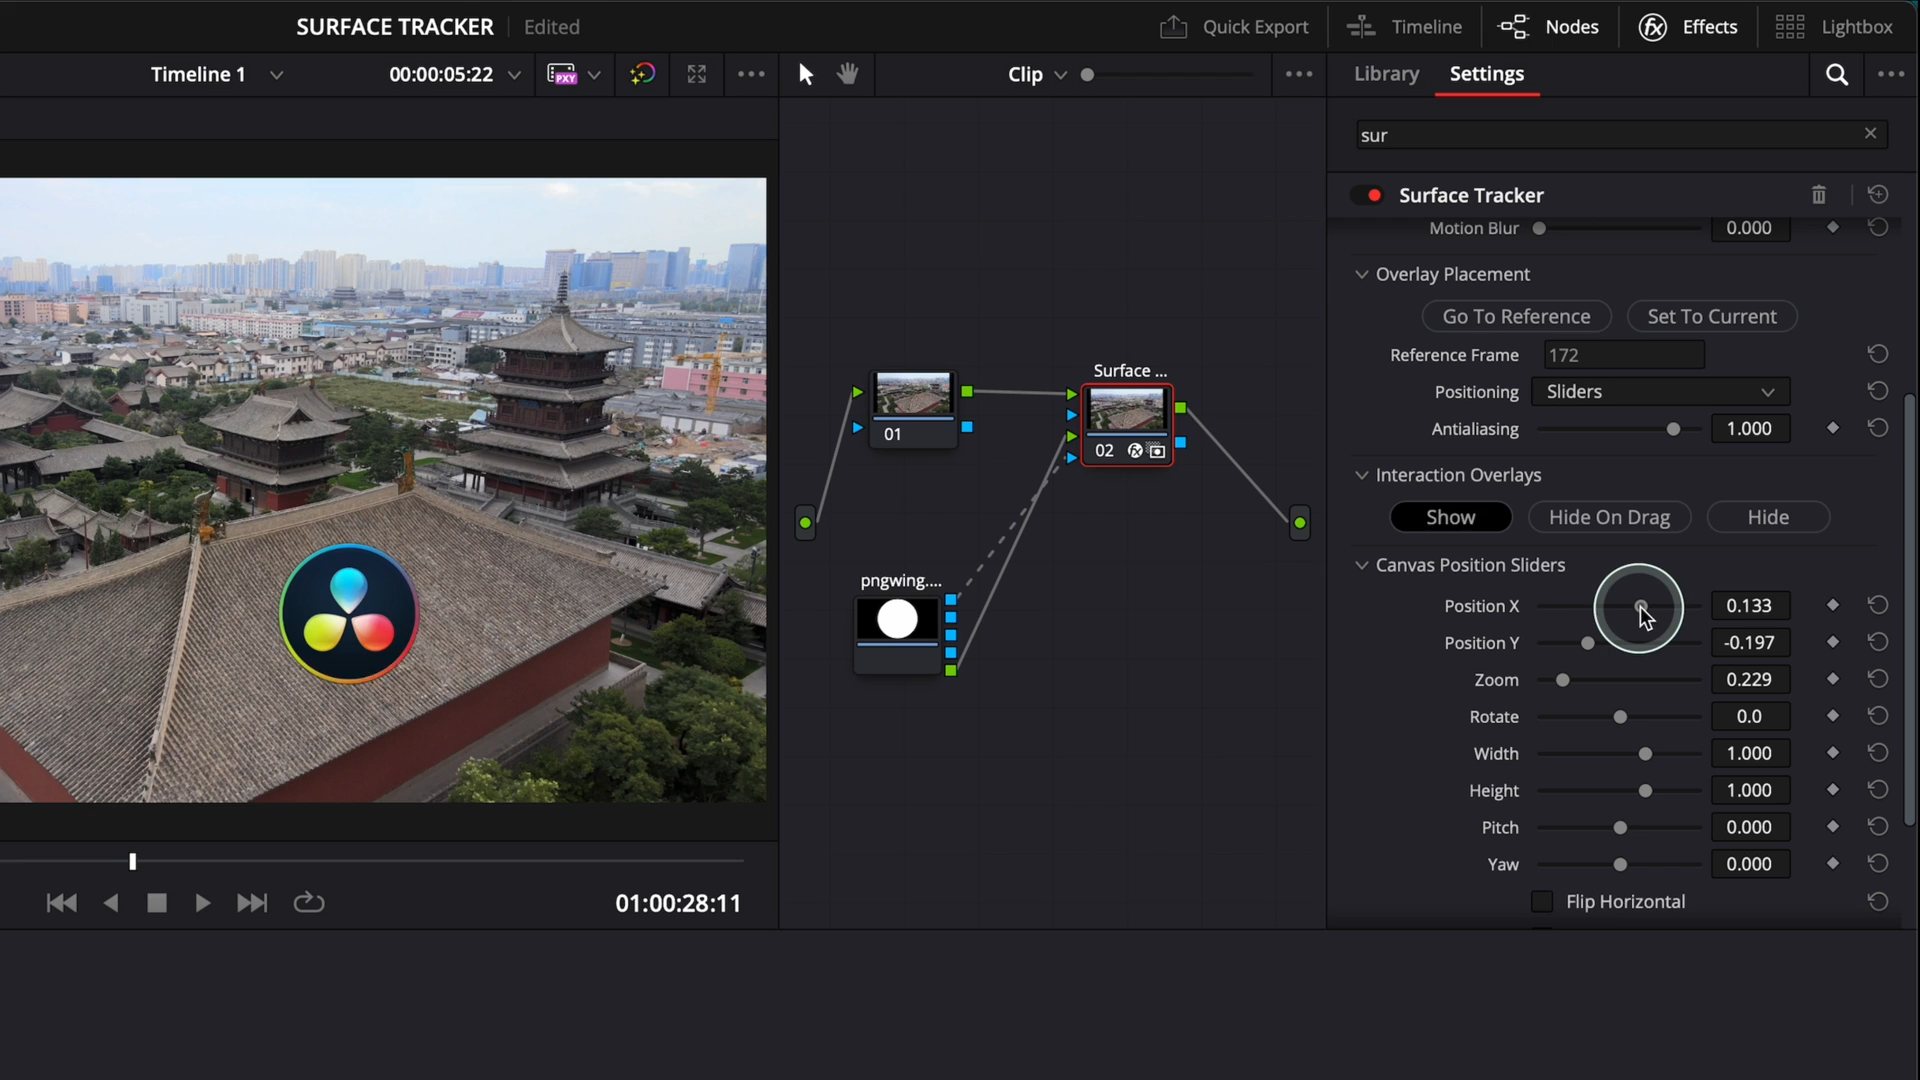 SURFACE TRACKER Edited Quick Export Timeline Nodes fx Effects Lightbox
Timeline 1 00:00:05:22 PXY Clip Library Settings
sur
Surface Tracker
Motion Blur 0.000
Overlay Placement
Go To Reference Set To Current
Reference Frame 172
Positioning Sliders
Antialiasing 1.000
Interaction Overlays
Show Hide On Drag Hide
Canvas Position Sliders
Position X 0.133
Position Y -0.197
Zoom 0.229
Rotate 0.0
Width 1.000
Height 1.000
Pitch 0.000
Yaw 0.000
Flip Horizontal
Surface ...
01
02 fx
pngwing....
01:00:28:11